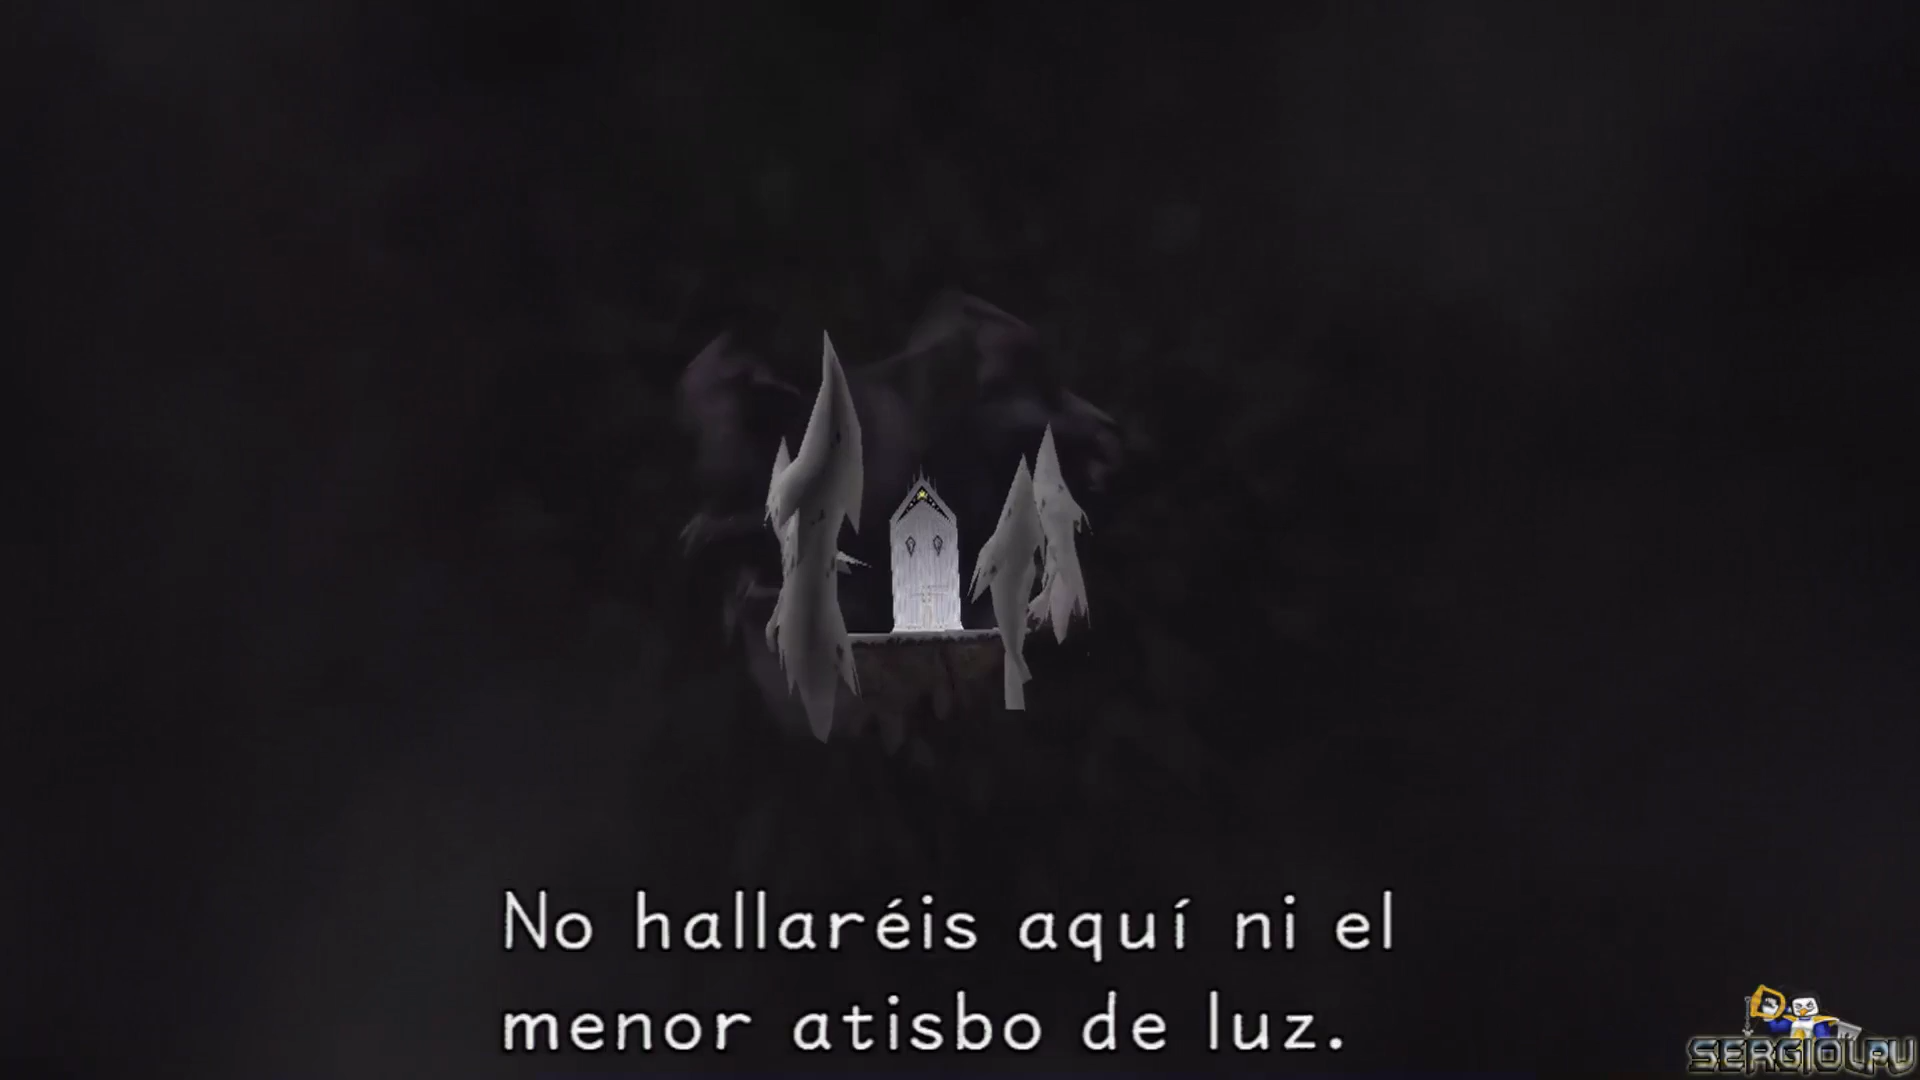 No hallaréis aquí ni el
menor atisbo de luz.
SERGIOLPU